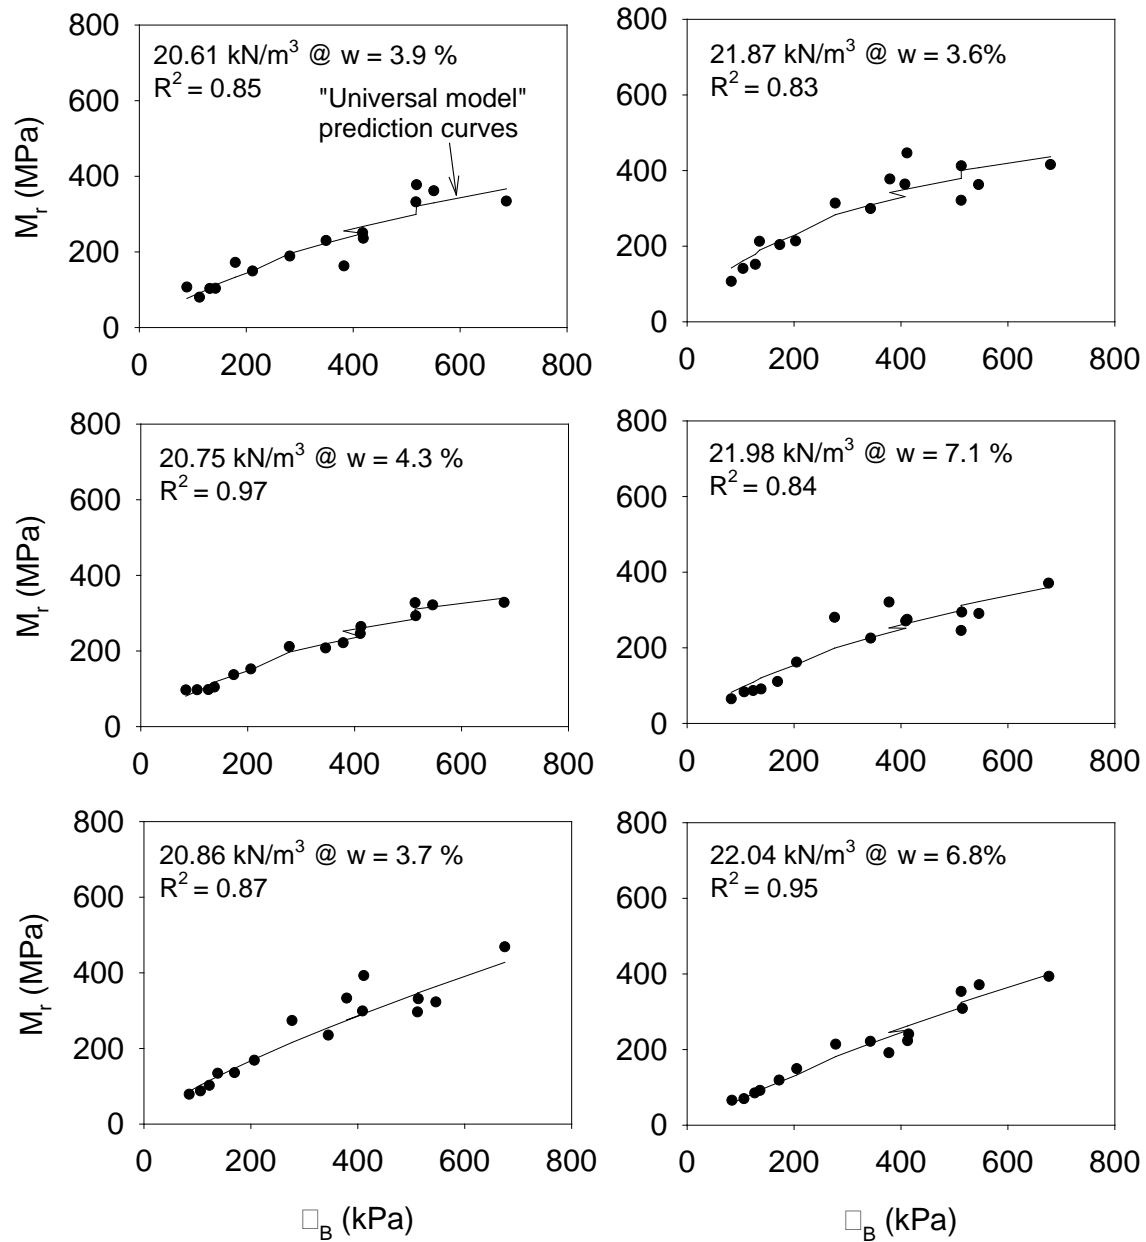 800
600
400
200
0
M_r (MPa)
20.61 kN/m³ @ w = 3.9 %
R² = 0.85
"Universal model"
prediction curves
0 200 400 600 800
800
600
400
200
0
21.87 kN/m³ @ w = 3.6%
R² = 0.83
0 200 400 600 800
800
600
400
200
0
M_r (MPa)
20.75 kN/m³ @ w = 4.3 %
R² = 0.97
0 200 400 600 800
800
600
400
200
0
21.98 kN/m³ @ w = 7.1 %
R² = 0.84
0 200 400 600 800
800
600
400
200
0
M_r (MPa)
20.86 kN/m³ @ w = 3.7 %
R² = 0.87
0 200 400 600 800
□_B (kPa)
800
600
400
200
0
22.04 kN/m³ @ w = 6.8%
R² = 0.95
0 200 400 600 800
□_B (kPa)